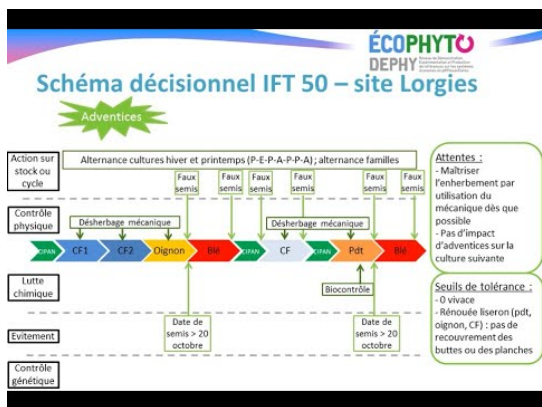 ÉCOPHYTO
DEPHY
Schéma décisionnel IFT 50 – site Lorgies
Adventices
Action sur
stock ou
cycle
Alternance cultures hiver et printemps (P-E-P-A-P-P-A) ; alternance familles
Faux
semis
Faux
semis
Faux
semis
Faux
semis
Faux
semis
Faux
semis
Contrôle
physique
Désherbage mécanique
Désherbage mécanique
CIPAN
CF1
CF2
Oignon
Blé
CIPAN
CF
CIPAN
Pdt
Blé
Lutte
chimique
Biocontrôle
Evitement
Date de
semis > 20
octobre
Date de
semis > 20
octobre
Contrôle
génétique
Attentes :
- Maîtriser
l'enherbement par
utilisation du
mécanique dès que
possible
- Pas d'impact
d'adventices sur la
culture suivante
Seuils de tolérance :
- 0 vivace
- Rénouée liseron (pdt,
oignon, CF) : pas de
recouvrement des
buttes ou des planches